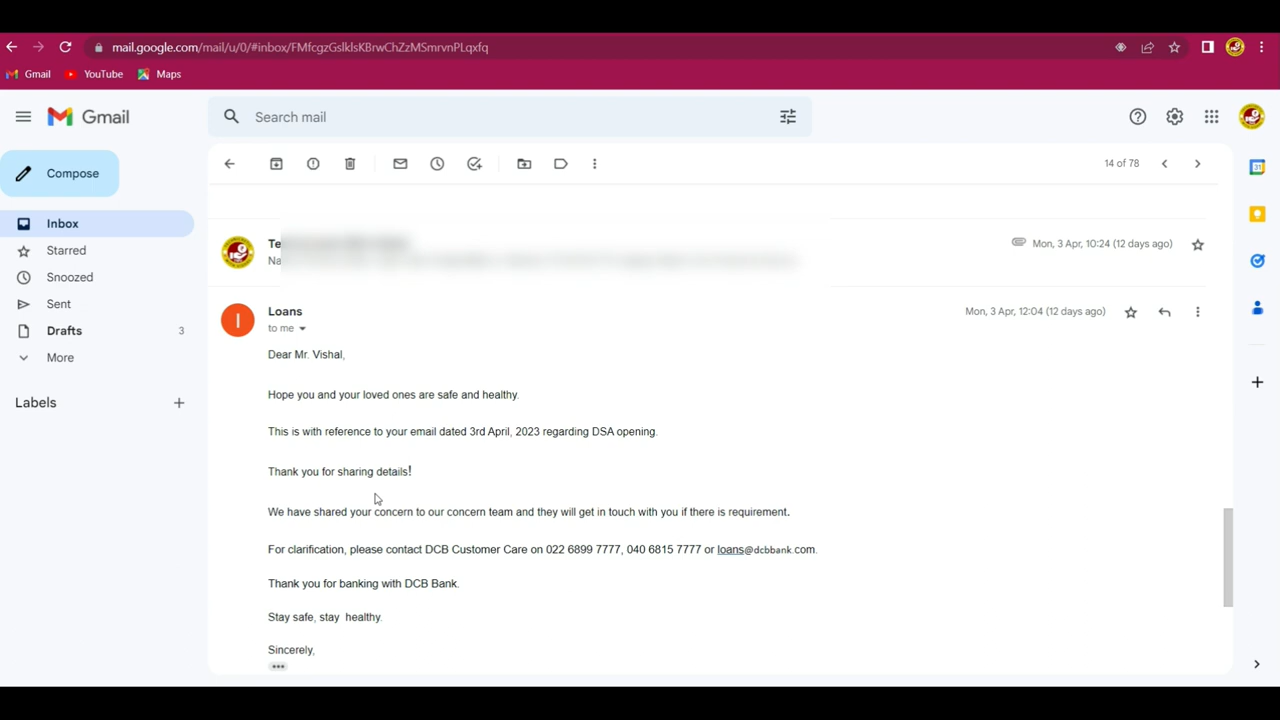 mail.google.com/mail/u/0/#inbox/FMfcgzGslklsKBrwChZzMSmrvnPLqxfq
Gmail YouTube Maps
Gmail
Search mail
Compose
14 of 78
Inbox
Starred
Snoozed
Sent
Drafts 3
More
Labels
Mon, 3 Apr, 10:24 (12 days ago)
Loans
Mon, 3 Apr, 12:04 (12 days ago)
to me
Dear Mr. Vishal,
Hope you and your loved ones are safe and healthy.
This is with reference to your email dated 3rd April, 2023 regarding DSA opening.
Thank you for sharing details!
We have shared your concern to our concern team and they will get in touch with you if there is requirement.
For clarification, please contact DCB Customer Care on 022 6899 7777, 040 6815 7777 or loans@dcbbank.com.
Thank you for banking with DCB Bank.
Stay safe, stay healthy.
Sincerely,
I
31